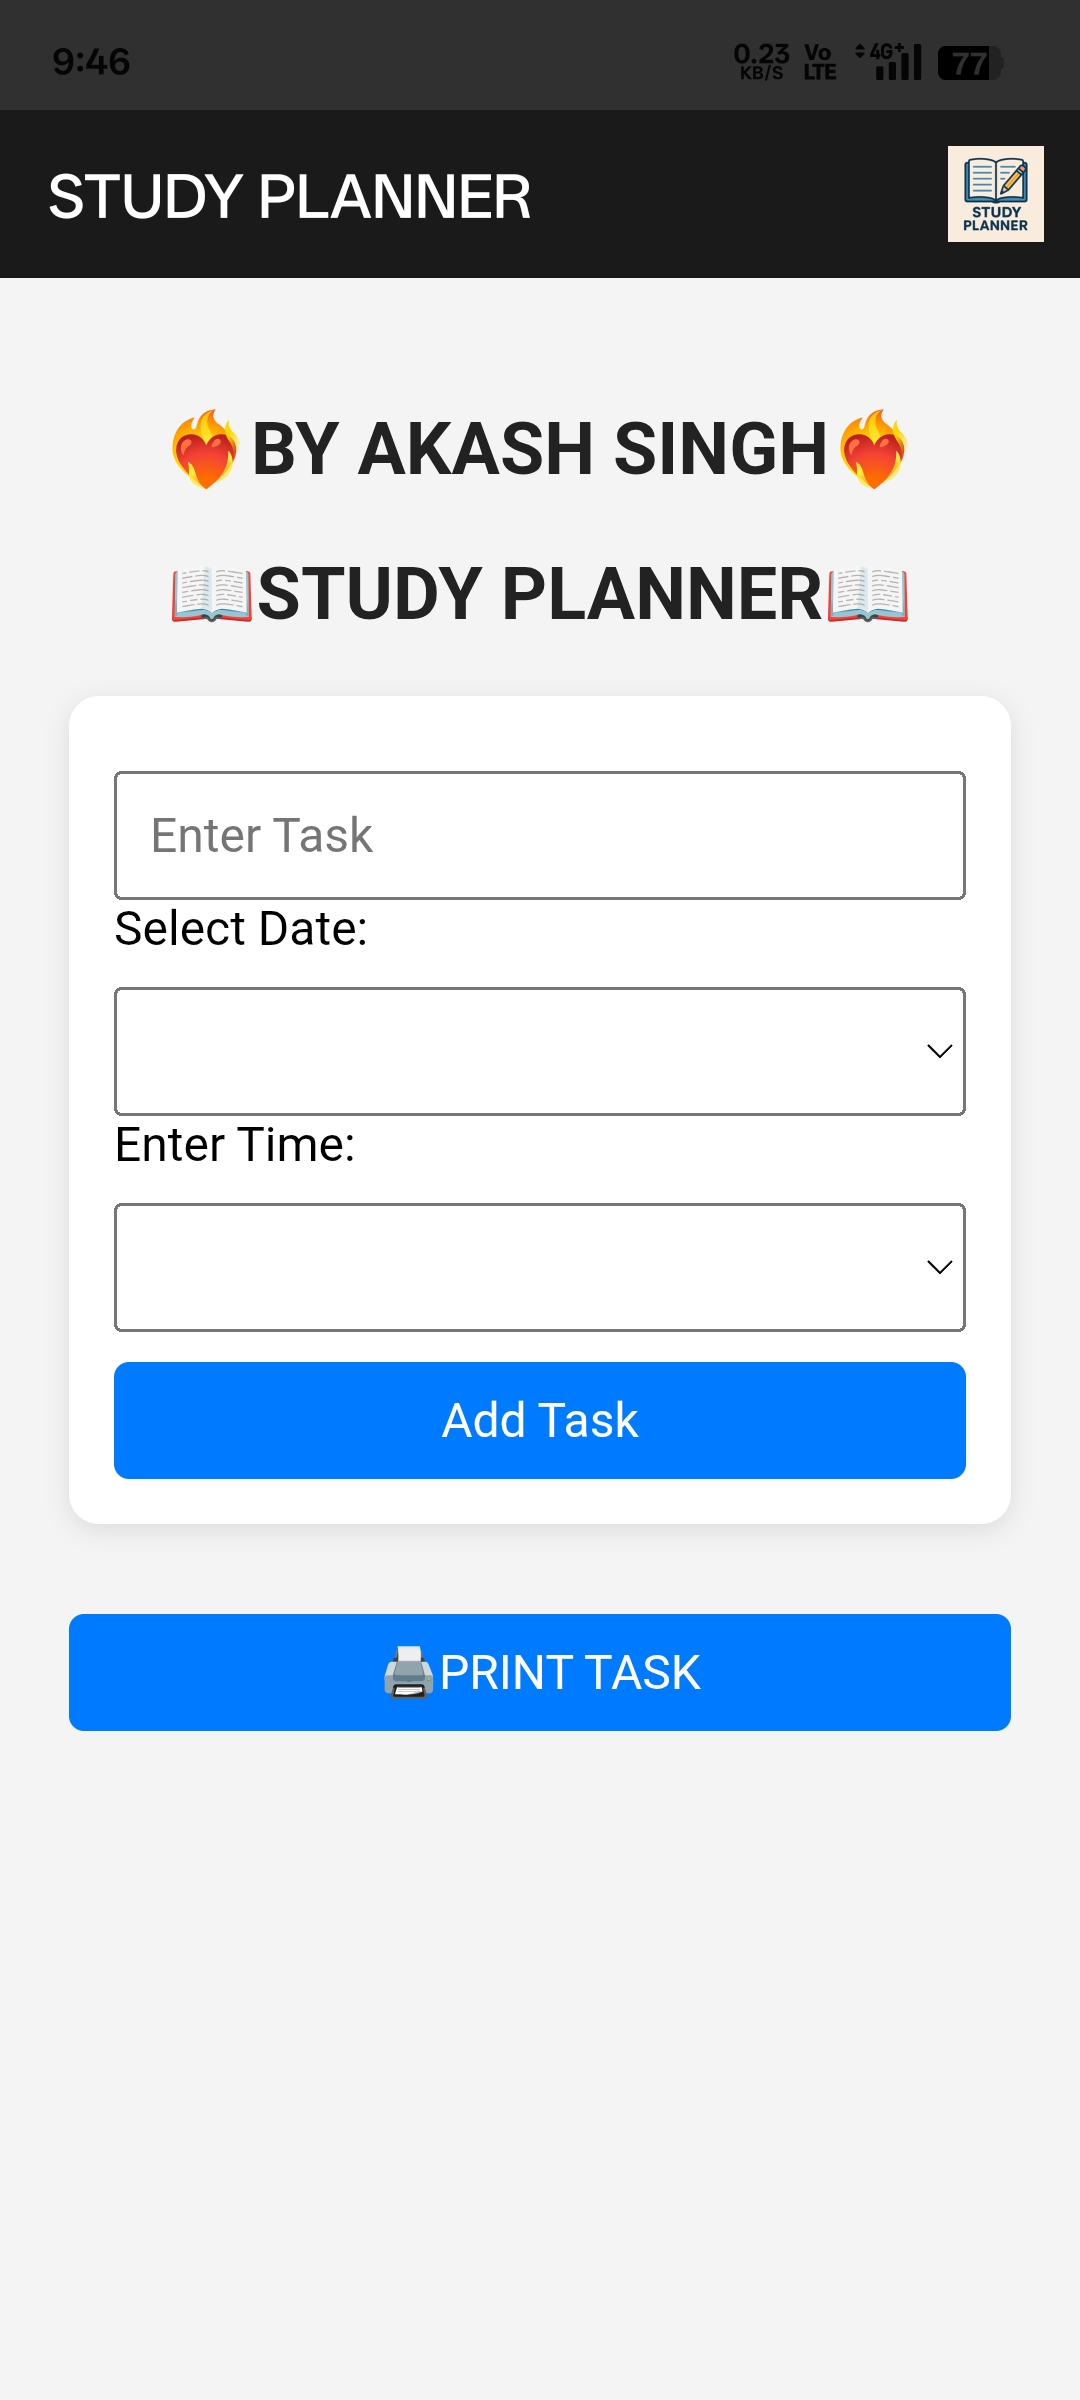 9:46
0.23 KB/S Vo LTE 4G+ 77
STUDY PLANNER
STUDY
PLANNER
❤️‍🔥BY AKASH SINGH❤️‍🔥
📖STUDY PLANNER📖
Enter Task
Select Date:
Enter Time:
Add Task
🖨️PRINT TASK